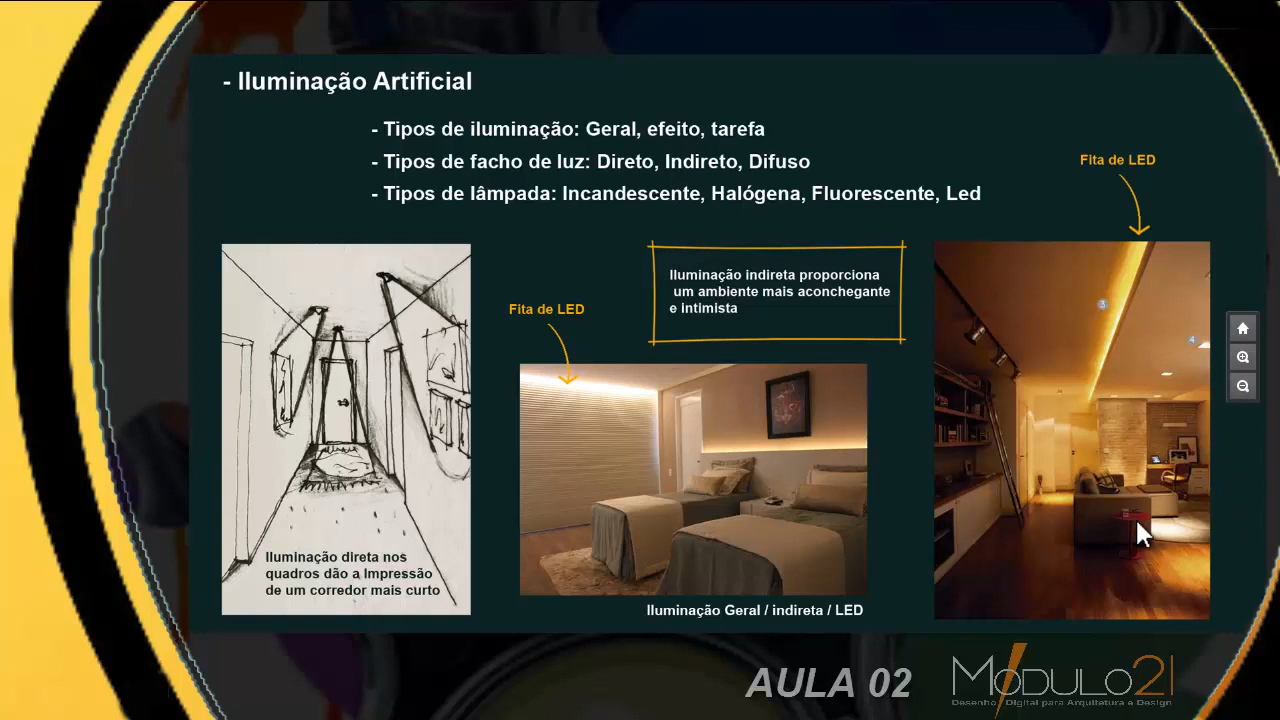 - Iluminação Artificial
- Tipos de iluminação: Geral, efeito, tarefa
- Tipos de facho de luz: Direto, Indireto, Difuso
- Tipos de lâmpada: Incandescente, Halógena, Fluorescente, Led
Fita de LED
Iluminação indireta proporciona
um ambiente mais aconchegante
e intimista
Fita de LED
3
4
Iluminação direta nos
quadros dão a Impressão
de um corredor mais curto
Iluminação Geral / indireta / LED
AULA 02
MÓDULO21
Desenho Digital para Arquitetura e Design